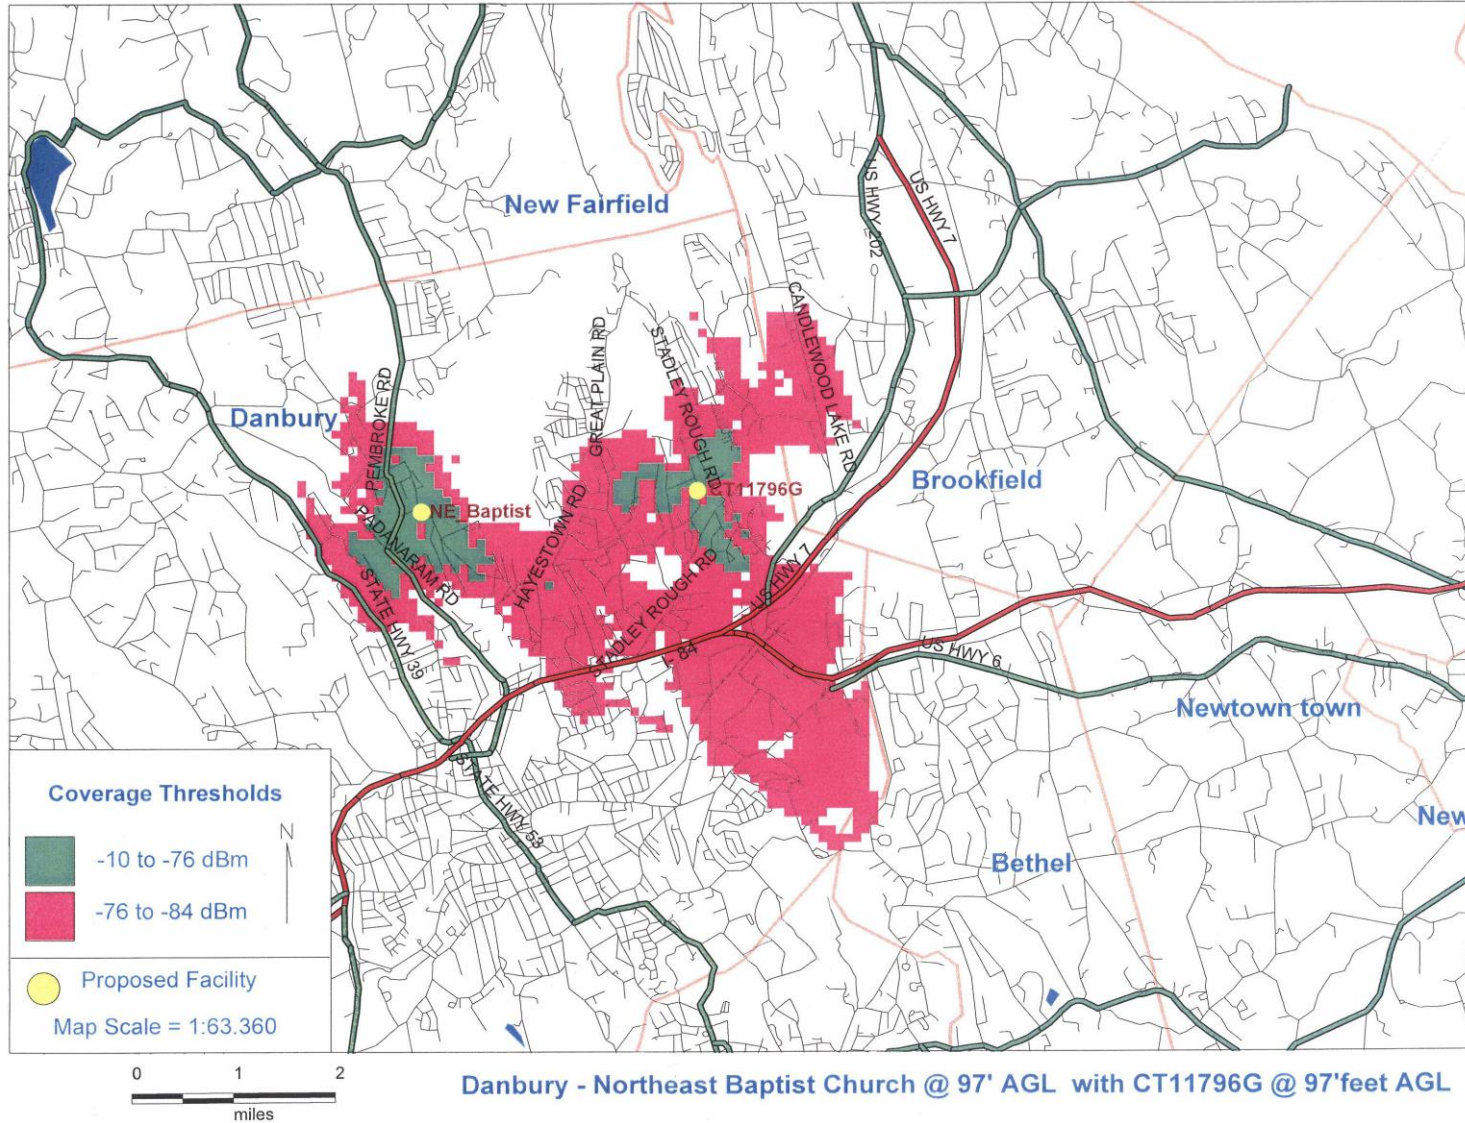 New Fairfield
US HWY 202
US HWY 7
CANDLEWOOD LAKE RD
GREAT PLAIN RD
STADLEY ROUGH RD
PEMBROKE RD
Danbury
Brookfield
CT11796G
NE_Baptist
HAYESTOWN RD
PADANARAM RD
STATE HWY 39
STADLEY ROUGH RD
US HWY 7
I - 84
US HWY 6
Newtown town
STATE HWY 53
New
Bethel
Coverage Thresholds
N
-10 to -76 dBm
-76 to -84 dBm
Proposed Facility
Map Scale = 1:63.360
0 1 2
miles
Danbury - Northeast Baptist Church @ 97' AGL with CT11796G @ 97'feet AGL